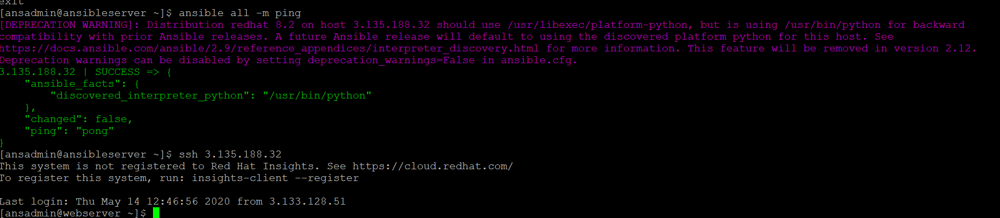 exit
[ansadmin@ansibleserver ~]$ ansible all -m ping
[DEPRECATION WARNING]: Distribution redhat 8.2 on host 3.135.188.32 should use /usr/libexec/platform-python, but is using /usr/bin/python for backward
compatibility with prior Ansible releases. A future Ansible release will default to using the discovered platform python for this host. See
https://docs.ansible.com/ansible/2.9/reference_appendices/interpreter_discovery.html for more information. This feature will be removed in version 2.12.
Deprecation warnings can be disabled by setting deprecation_warnings=False in ansible.cfg.
3.135.188.32 | SUCCESS => {
    "ansible_facts": {
        "discovered_interpreter_python": "/usr/bin/python"
    },
    "changed": false,
    "ping": "pong"
}
[ansadmin@ansibleserver ~]$ ssh 3.135.188.32
This system is not registered to Red Hat Insights. See https://cloud.redhat.com/
To register this system, run: insights-client --register

Last login: Thu May 14 12:46:56 2020 from 3.133.128.51
[ansadmin@webserver ~]$